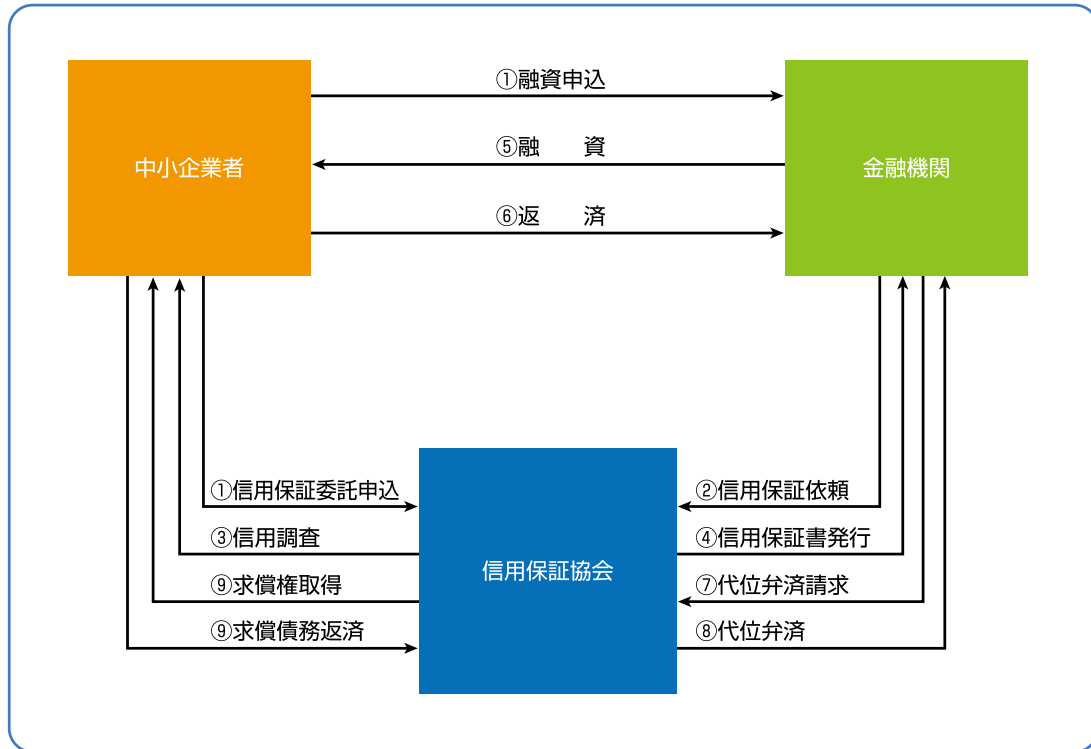 ①融資申込
中小企業者
⑤融　　資
金融機関
⑥返　　済
①信用保証委託申込
②信用保証依頼
③信用調査
④信用保証書発行
信用保証協会
⑨求償権取得
⑦代位弁済請求
⑨求償債務返済
⑧代位弁済